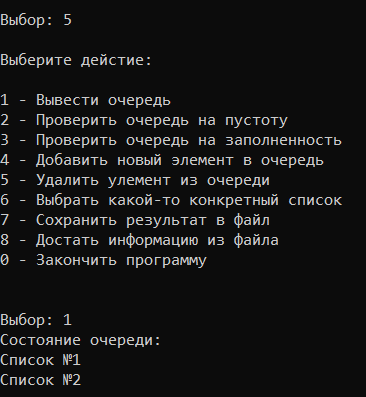 Выбор: 5
Выберите дейстие:
1 - Вывести очередь
2 - Проверить очередь на пустоту
3 - Проверить очередь на заполненность
4 - Добавить новый элемент в очередь
5 - Удалить улемент из очереди
6 - Выбрать какой-то конкретный список
7 - Сохранить результат в файл
8 - Достать информацию из файла
0 - Закончить программу
Выбор: 1
Состояние очереди:
Список №1
Список №2